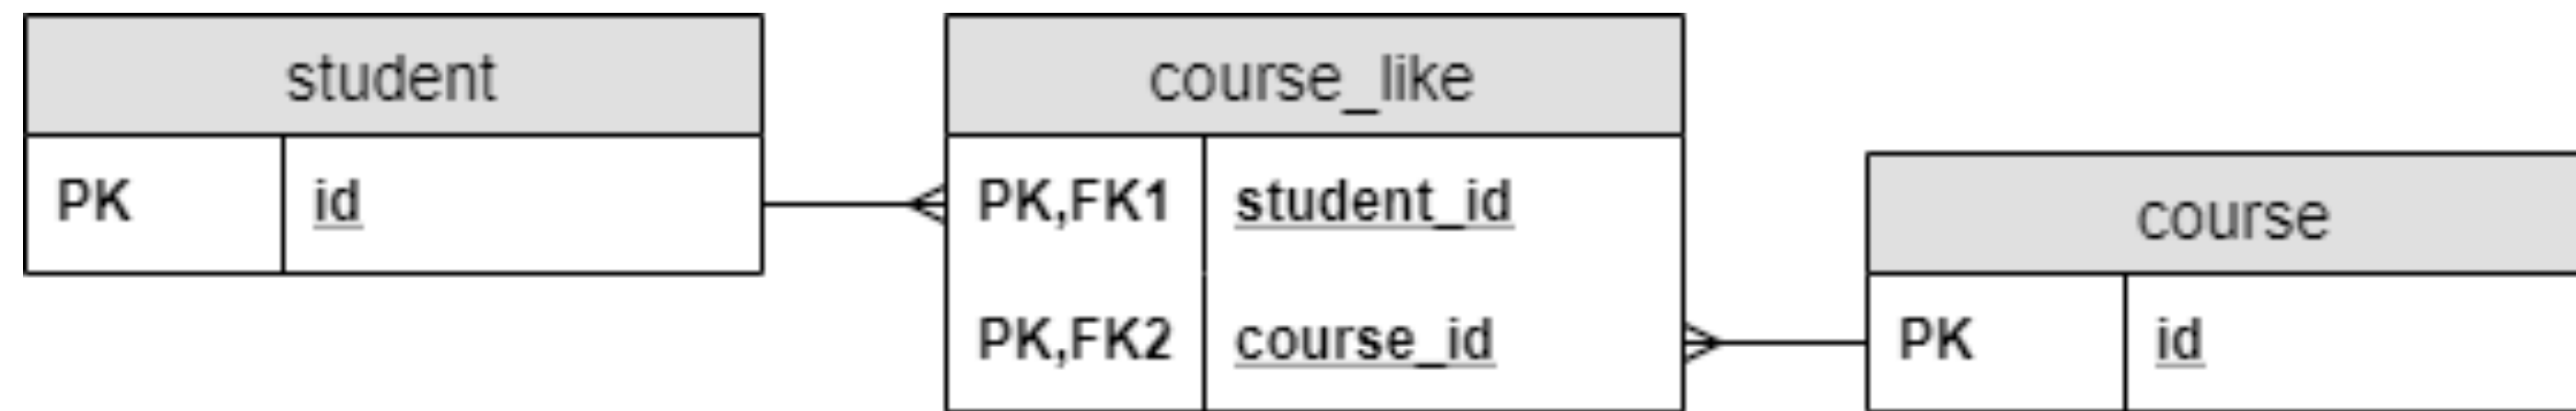 student
PK id
course_like
PK,FK1 student_id
PK,FK2 course_id
course
PK id